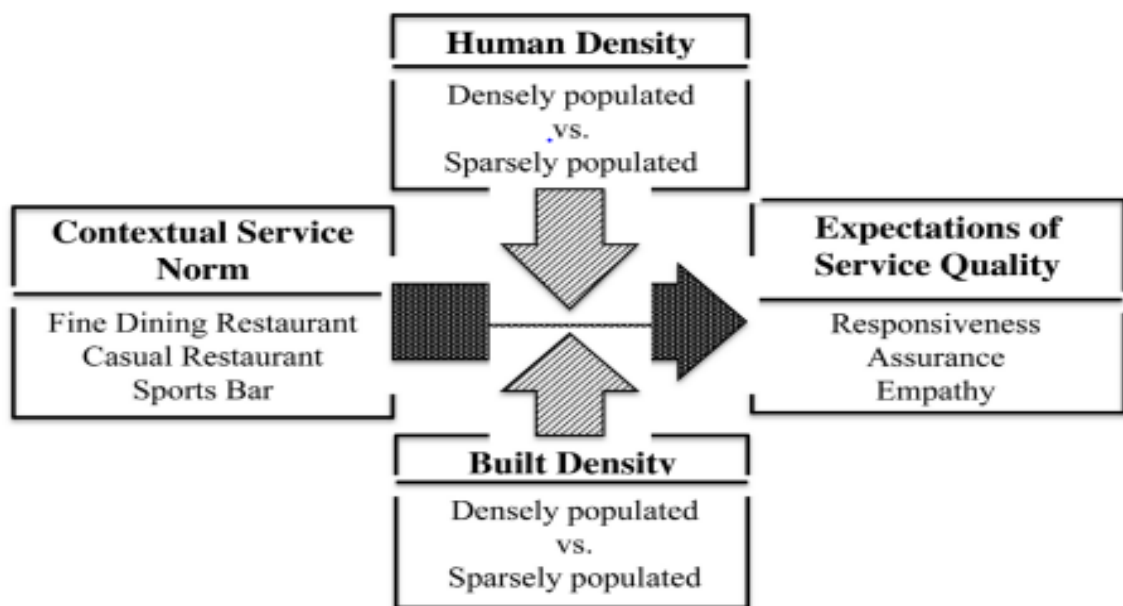 Human Density
Densely populated
vs.
Sparsely populated
Contextual Service
Norm
Fine Dining Restaurant
Casual Restaurant
Sports Bar
Expectations of
Service Quality
Responsiveness
Assurance
Empathy
Built Density
Densely populated
vs.
Sparsely populated